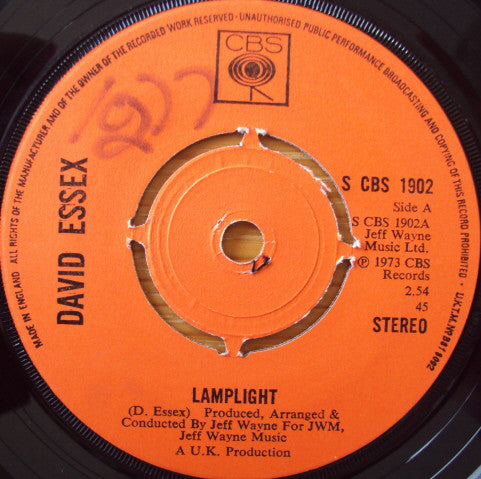 MADE IN ENGLAND ALL RIGHTS OF THE MANUFACTURER AND OF THE OWNER OF THE RECORDED WORK RESERVED • UNAUTHORISED PUBLIC PERFORMANCE BROADCASTING AND COPYING OF THIS RECORD PROHIBITED • U.K.T.M. Nº B818092
CBS
DAVID ESSEX
S CBS 1902
Side A
S CBS 1902A
Jeff Wayne
Music Ltd.
℗ 1973 CBS
Records
2.54
45
STEREO
LAMPLIGHT
(D. Essex) Produced, Arranged &
Conducted By Jeff Wayne For JWM,
Jeff Wayne Music
A U.K. Production